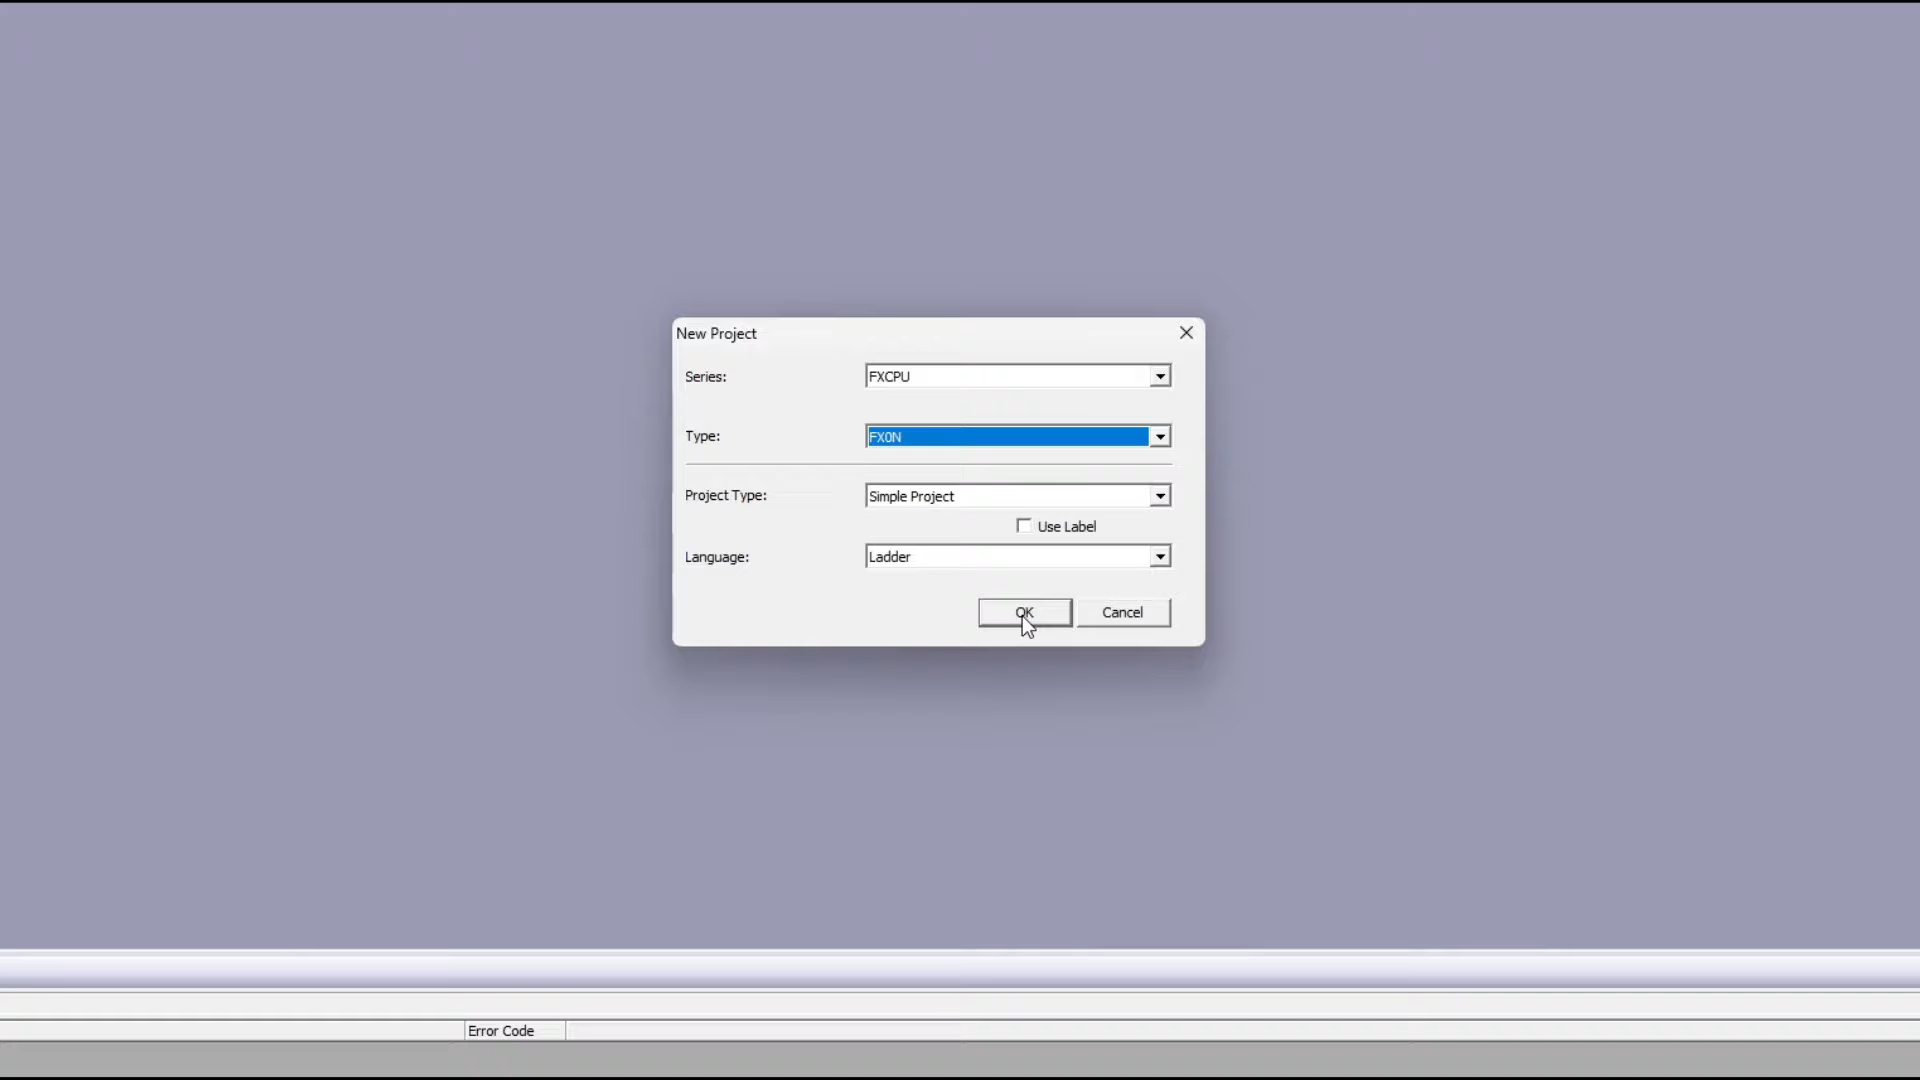 New Project
Series: FXCPU
Type: FX0N
Project Type: Simple Project
Use Label
Language: Ladder
OK Cancel
Error Code